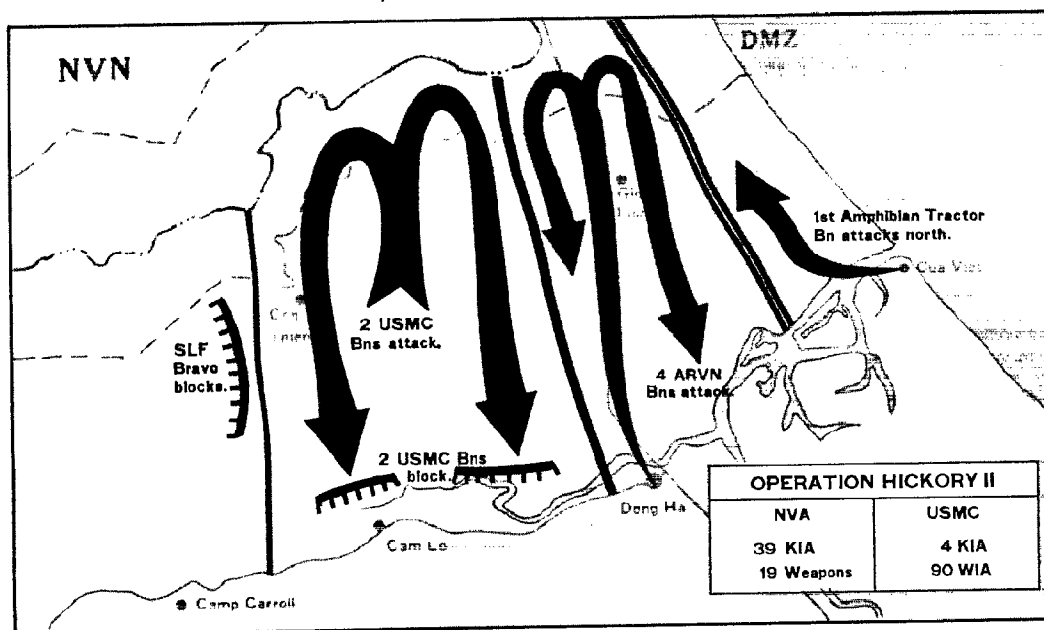 NVN
DMZ
1st Amphibian Tractor
Bn attacks north.
Cua Viet
2 USMC
Bns attack.
SLF
Bravo
blocks.
4 ARVN
Bns attack.
2 USMC Bns
block.
Dong Ha
Cam Lo
Camp Carroll
OPERATION HICKORY II
NVA
USMC
39 KIA
4 KIA
19 Weapons
90 WIA